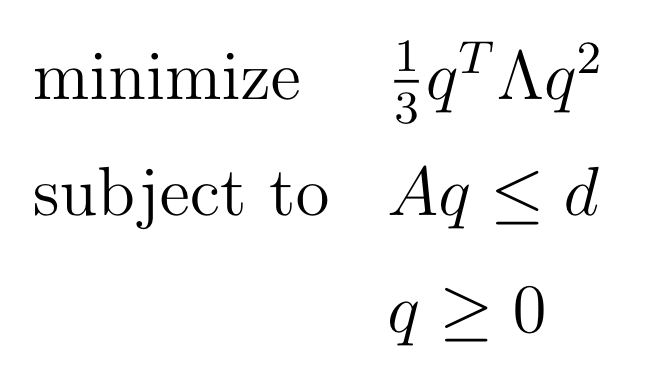 minimize $\frac{1}{3} q^T \Lambda q^2$
subject to $Aq \leq d$
$q \geq 0$